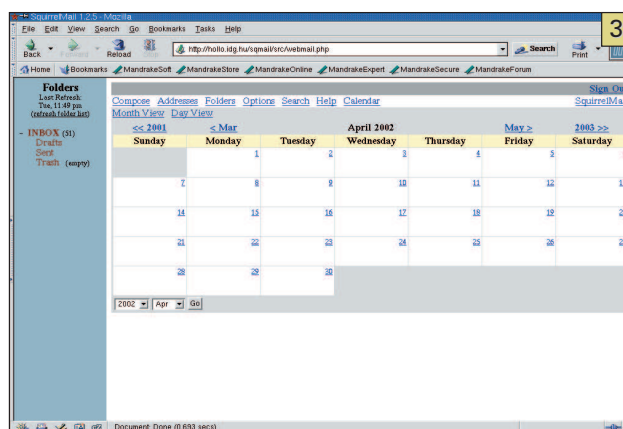 SquirrelMail 1.2.5 - Mozilla
File Edit View Search Go Bookmarks Tasks Help
3
Back Forward Reload Stop http://hollo.idg.hu/sqmail/src/webmail.php Search Print
Home Bookmarks MandrakeSoft MandrakeStore MandrakeOnline MandrakeExpert MandrakeSecure MandrakeForum
Folders
Last Refresh:
Tue, 11:49 pm
(refresh folder list)
- INBOX (51)
Drafts
Sent
Trash (empty)
Sign Ou
Compose Addresses Folders Options Search Help Calendar SquirrelMa
Month View Day View
<< 2001 < Mar April 2002 May > 2003 >>
Sunday Monday Tuesday Wednesday Thursday Friday Saturday
1 2 3 4 5
7 8 9 10 11 12 1
14 15 16 17 18 19 2
21 22 23 24 25 26 2
28 29 30
2002 Apr Go
Document: Done (0.693 secs)